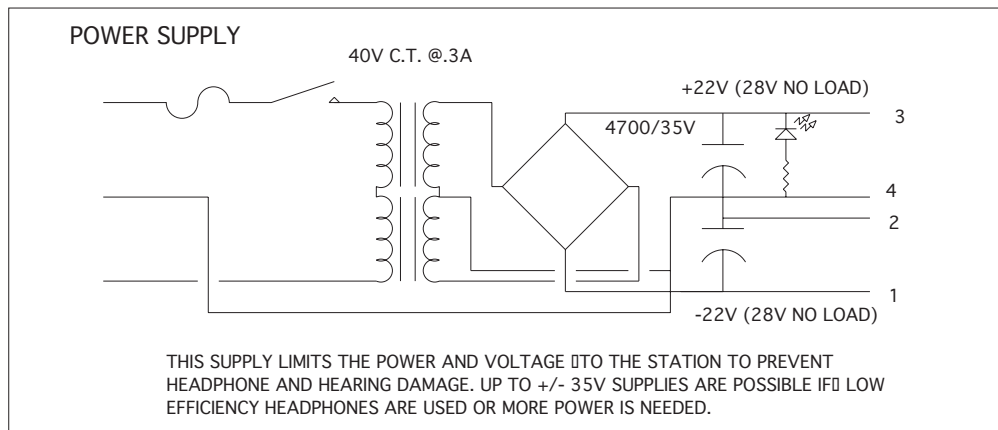 POWER SUPPLY
40V C.T. @.3A
+22V (28V NO LOAD)
4700/35V
3
4
2
1
-22V (28V NO LOAD)
THIS SUPPLY LIMITS THE POWER AND VOLTAGE ▯TO THE STATION TO PREVENT
HEADPHONE AND HEARING DAMAGE. UP TO +/- 35V SUPPLIES ARE POSSIBLE IF▯ LOW
EFFICIENCY HEADPHONES ARE USED OR MORE POWER IS NEEDED.